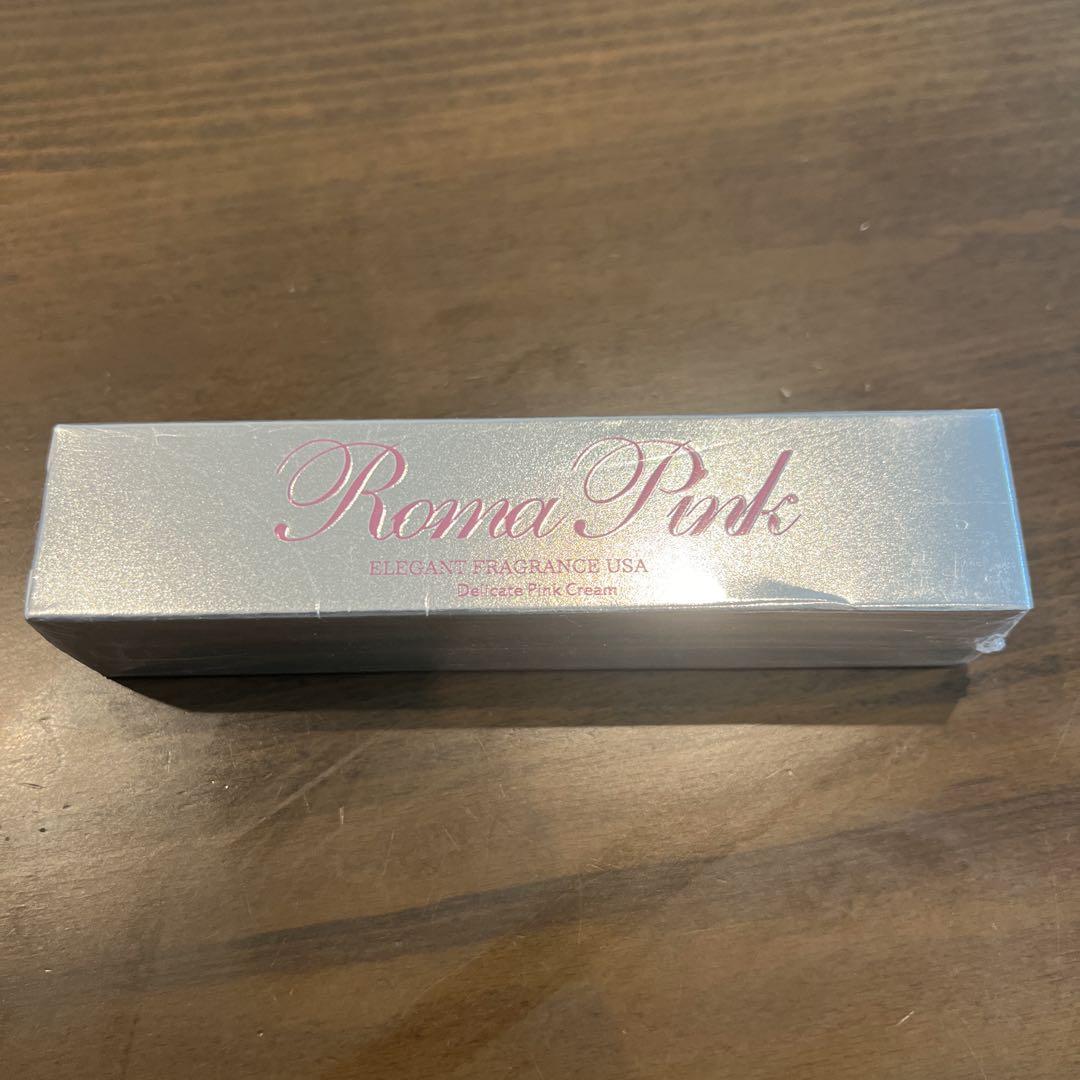 Roma Pink
ELEGANT FRAGRANCE USA
Delicate Pink Cream